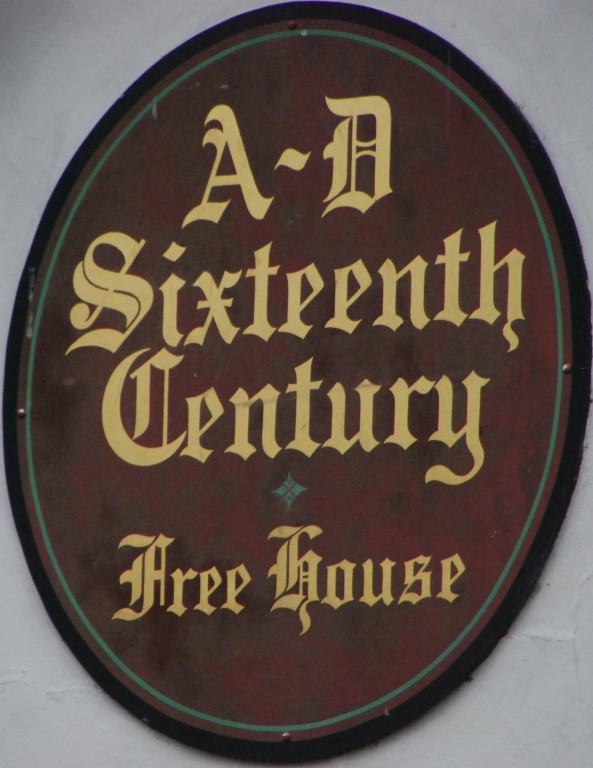 A-D
Sixteenth
Century
Free House